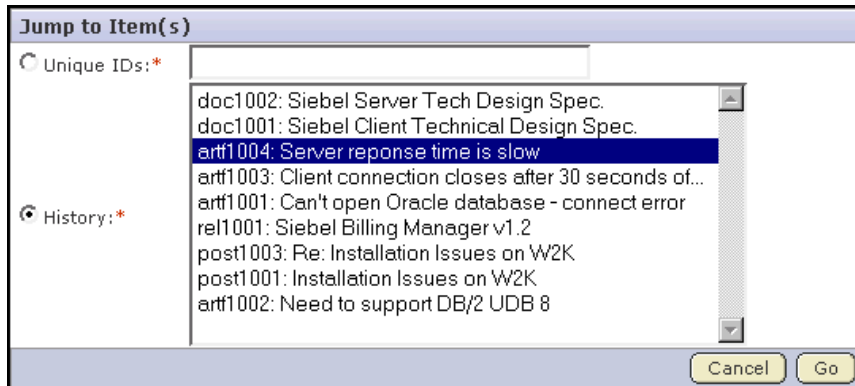 Jump to Item(s)
Unique IDs:*
doc1002: Siebel Server Tech Design Spec.
doc1001: Siebel Client Technical Design Spec.
artf1004: Server reponse time is slow
artf1003: Client connection closes after 30 seconds of...
artf1001: Can't open Oracle database - connect error
History:*
rel1001: Siebel Billing Manager v1.2
post1003: Re: Installation Issues on W2K
post1001: Installation Issues on W2K
artf1002: Need to support DB/2 UDB 8
Cancel
Go